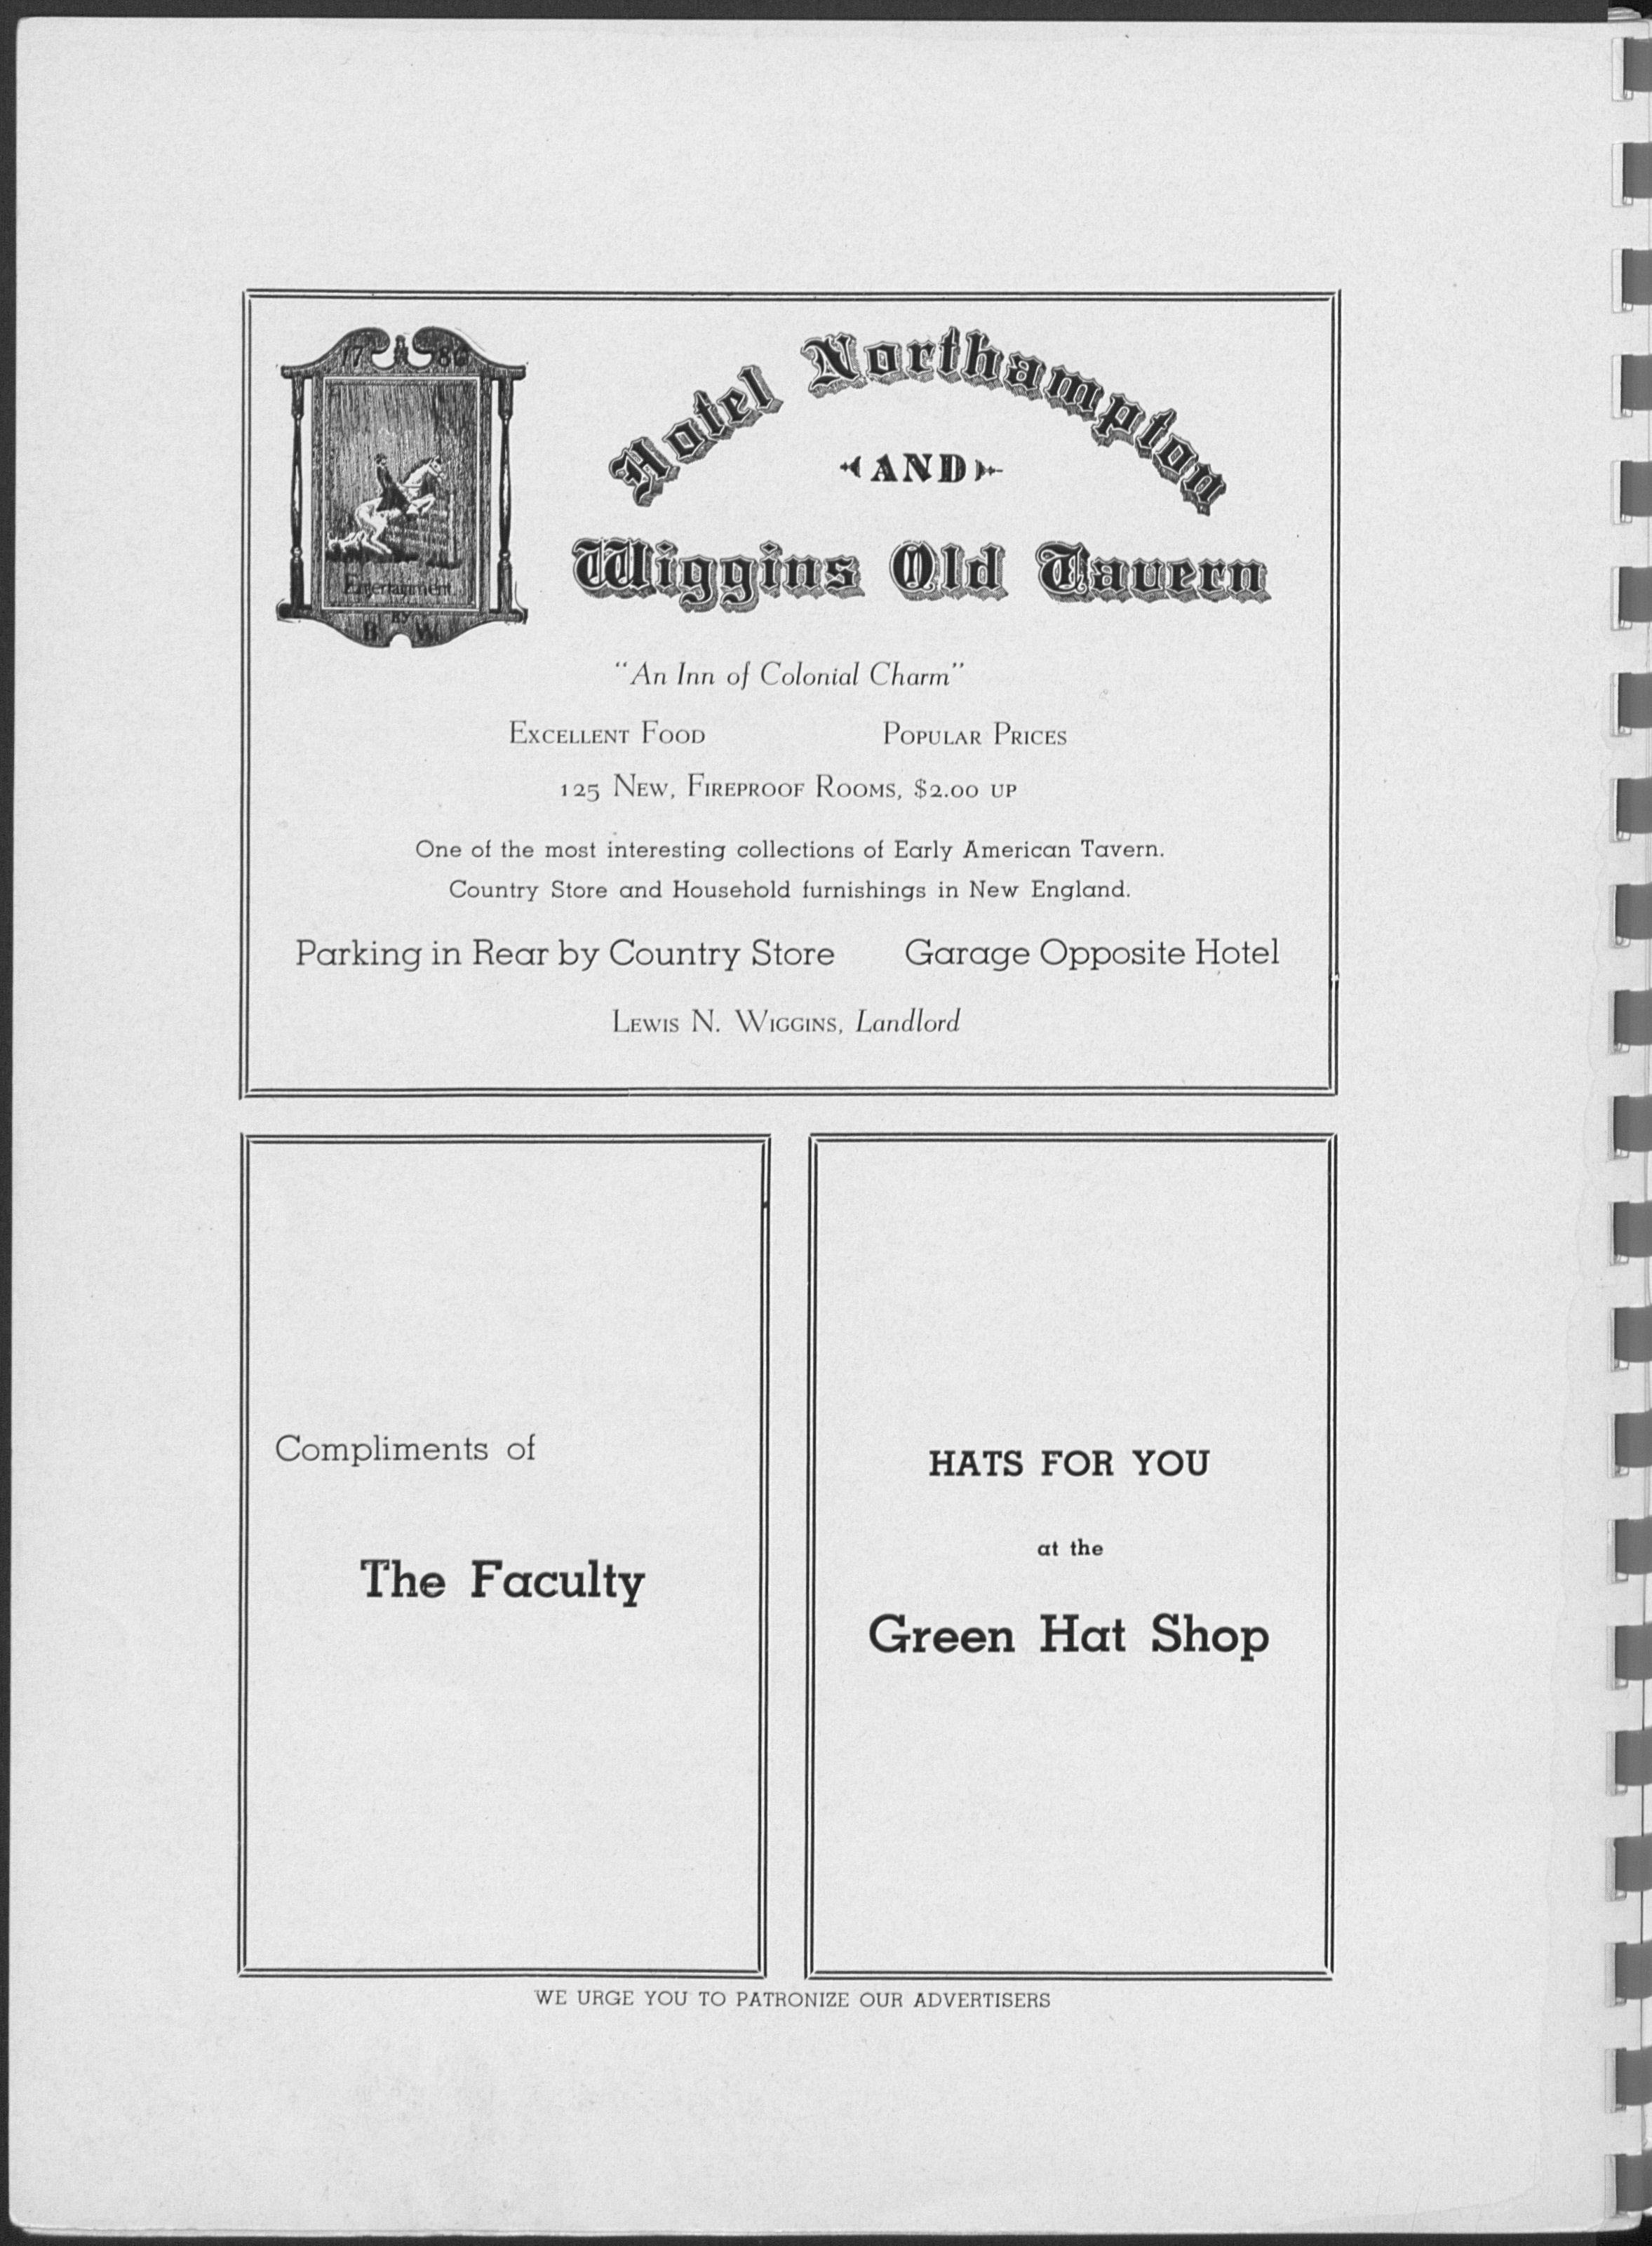 17 86
Entertainment
BY
B W
Hotel Northampton
AND
Wiggins Old Tavern
"An Inn of Colonial Charm"
EXCELLENT FOOD POPULAR PRICES
125 NEW, FIREPROOF ROOMS, $2.00 UP
One of the most interesting collections of Early American Tavern.
Country Store and Household furnishings in New England.
Parking in Rear by Country Store Garage Opposite Hotel
LEWIS N. WIGGINS, Landlord
Compliments of
The Faculty
HATS FOR YOU
at the
Green Hat Shop
WE URGE YOU TO PATRONIZE OUR ADVERTISERS